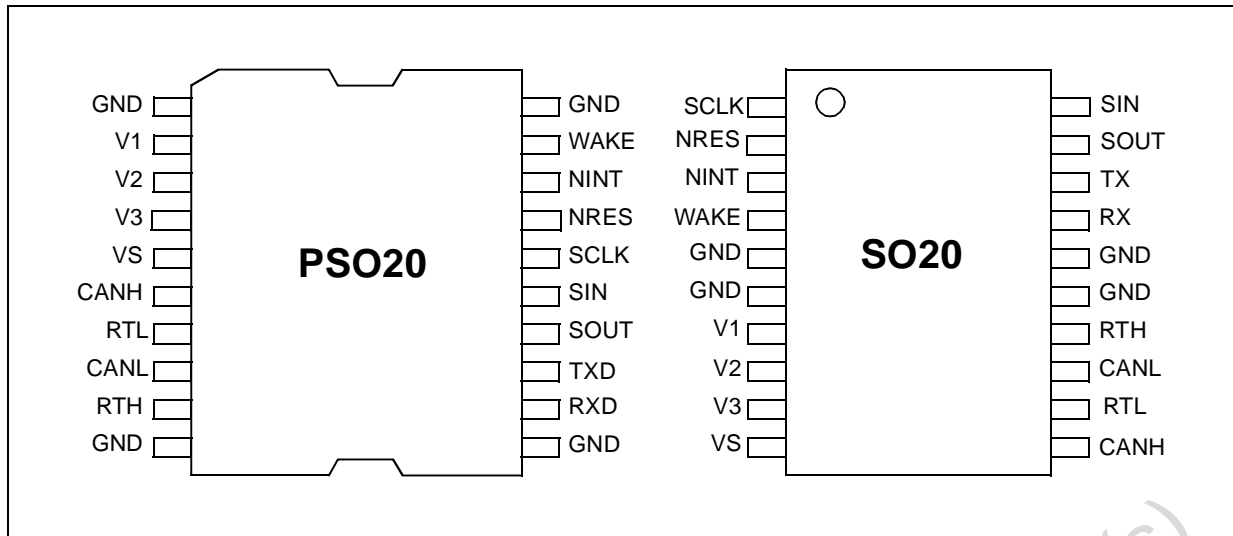 GND
V1
V2
V3
VS
CANH
RTL
CANL
RTH
GND
PSO20
GND
WAKE
NINT
NRES
SCLK
SIN
SOUT
TXD
RXD
GND
SCLK
NRES
NINT
WAKE
GND
GND
V1
V2
V3
VS
SO20
SIN
SOUT
TX
RX
GND
GND
RTH
CANL
RTL
CANH